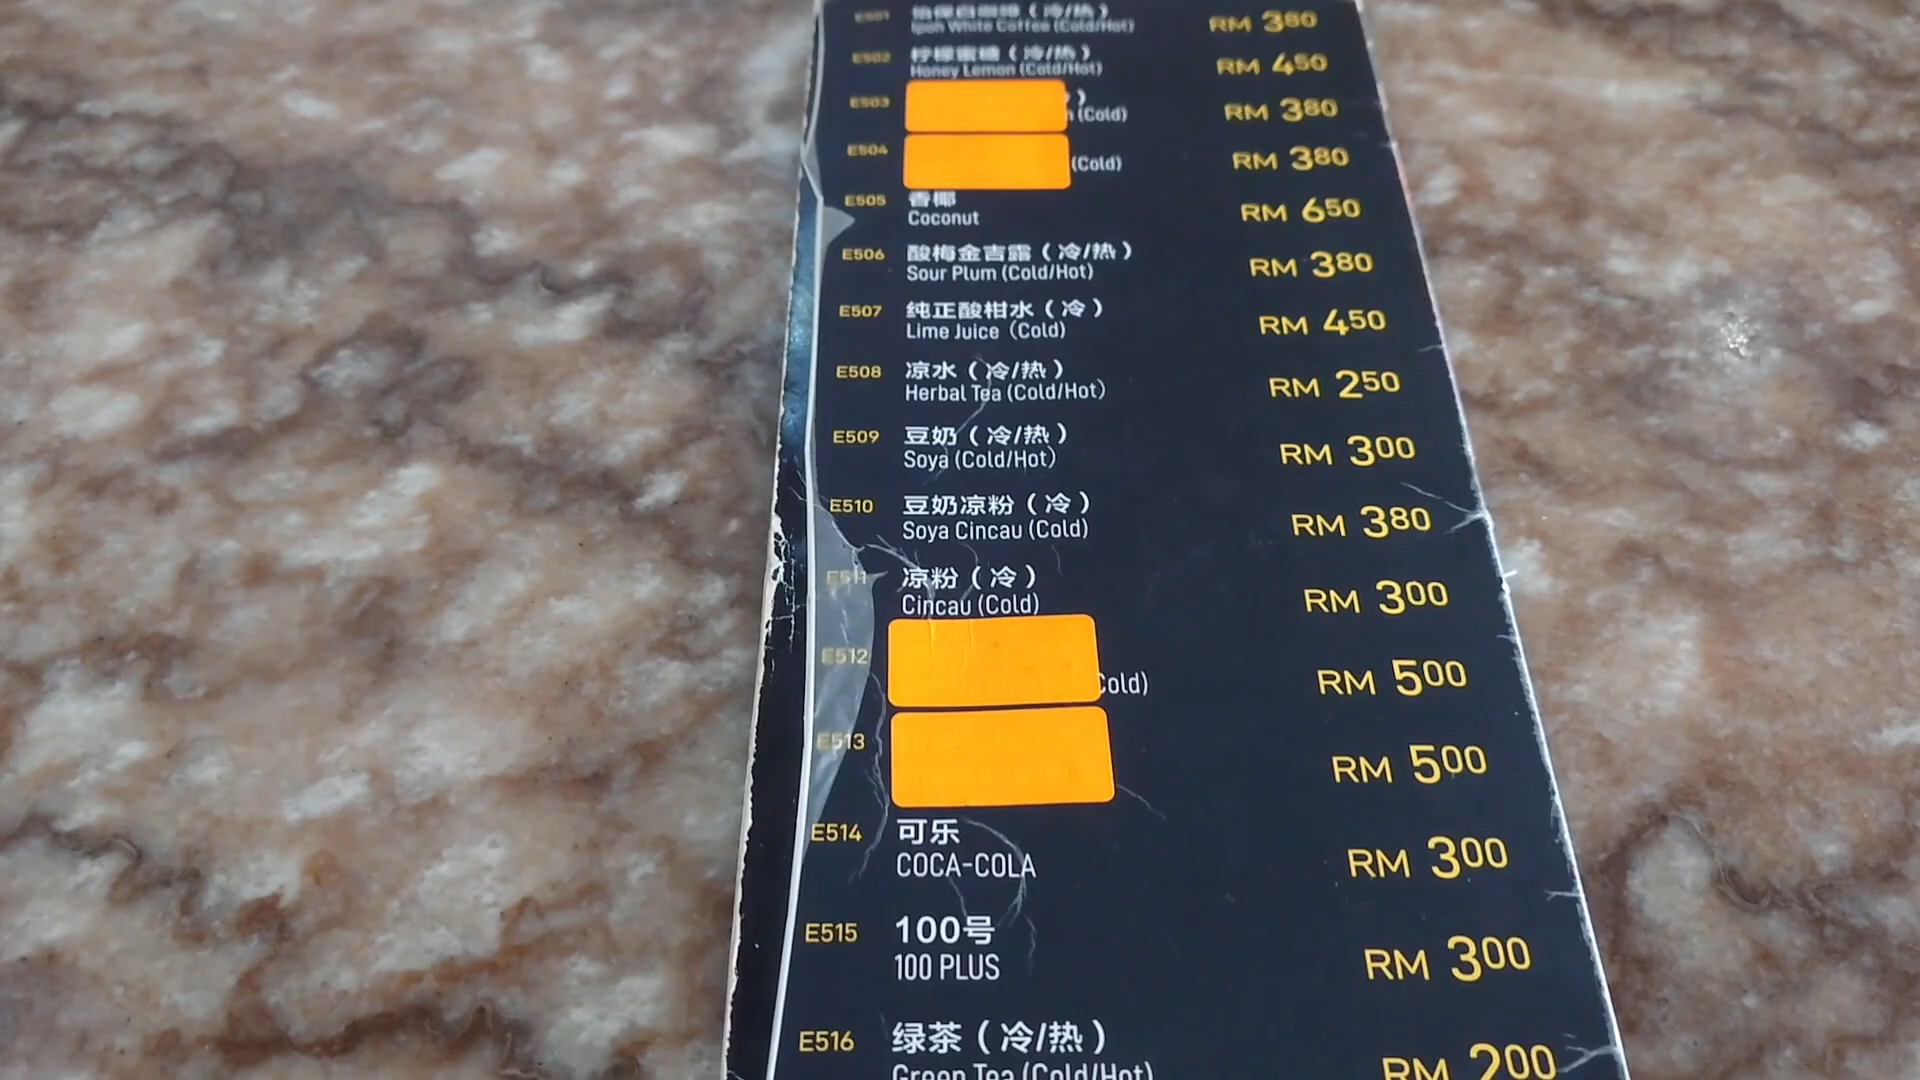 E501 怡保白咖啡（冷/热） RM 380
Ipoh White Coffee (Cold/Hot)
E502 柠檬蜜糖（冷/热） RM 450
Honey Lemon (Cold/Hot)
E503 ） RM 380
(Cold)
E504 RM 380
(Cold)
E505 香椰 RM 650
Coconut
E506 酸梅金吉露（冷/热） RM 380
Sour Plum (Cold/Hot)
E507 纯正酸柑水（冷） RM 450
Lime Juice (Cold)
E508 凉水（冷/热） RM 250
Herbal Tea (Cold/Hot)
E509 豆奶（冷/热） RM 300
Soya (Cold/Hot)
E510 豆奶凉粉（冷） RM 380
Soya Cincau (Cold)
E511 凉粉（冷） RM 300
Cincau (Cold)
E512 RM 500
Cold)
E513 RM 500
E514 可乐 RM 300
COCA-COLA
E515 100号 RM 300
100 PLUS
E516 绿茶（冷/热） RM 200
Green Tea (Cold/Hot)